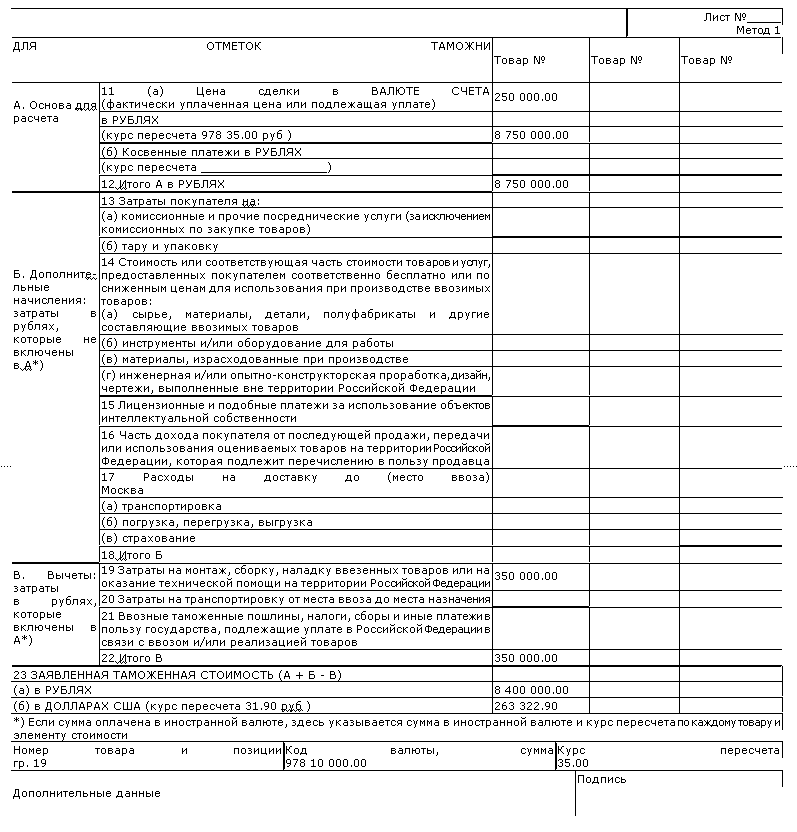 Лист №_____
Метод 1
ДЛЯ ОТМЕТОК ТАМОЖНИ
Товар № Товар № Товар №
А. Основа для расчета
11 (а) Цена сделки в ВАЛЮТЕ СЧЕТА
(фактически уплаченная цена или подлежащая уплате)
250 000.00
в РУБЛЯХ
(курс пересчета 978 35.00 руб )
8 750 000.00
(б) Косвенные платежи в РУБЛЯХ
(курс пересчета ___________________)
12.Итого А в РУБЛЯХ
8 750 000.00
Б. Дополнитель-
льные
начисления:
затраты в
рублях,
которые не
включены
в А*)
13 Затраты покупателя на:
(а) комиссионные и прочие посреднические услуги (за исключением
комиссионных по закупке товаров)
(б) тару и упаковку
14 Стоимость или соответствующая часть стоимости товаров и услуг,
предоставленных покупателем соответственно бесплатно или по
сниженным ценам для использования при производстве ввозимых
товаров:
(а) сырье, материалы, детали, полуфабрикаты и другие
составляющие ввозимых товаров
(б) инструменты и/или оборудование для работы
(в) материалы, израсходованные при производстве
(г) инженерная и/или опытно-конструкторская проработка,дизайн,
чертежи, выполненные вне территории Российской Федерации
15 Лицензионные и подобные платежи за использование объектов
интеллектуальной собственности
16 Часть дохода покупателя от последующей продажи, передачи
или использования оцениваемых товаров на территории Российской
Федерации, которая подлежит перечислению в пользу продавца
17 Расходы на доставку до (место ввоза)
Москва
(а) транспортировка
(б) погрузка, перегрузка, выгрузка
(в) страхование
18.Итого Б
В. Вычеты:
затраты
в рублях,
которые
включены в
А*)
19 Затраты на монтаж, сборку, наладку ввезенных товаров или на
оказание технической помощи на территории Российской Федерации
350 000.00
20 Затраты на транспортировку от места ввоза до места назначения
21 Ввозные таможенные пошлины, налоги, сборы и иные платежи в
пользу государства, подлежащие уплате в Российской Федерации в
связи с ввозом и/или реализацией товаров
22.Итого В
350 000.00
23 ЗАЯВЛЕННАЯ ТАМОЖЕННАЯ СТОИМОСТЬ (А + Б - В)
(а) в РУБЛЯХ
8 400 000.00
(б) в ДОЛЛАРАХ США (курс пересчета 31.90 руб )
263 322.90
*) Если сумма оплачена в иностранной валюте, здесь указывается сумма в иностранной валюте и курс пересчета по каждому товару и
элементу стоимости
Номер товара и позиции
гр. 19
Код валюты, сумма
978 10 000.00
Курс пересчета
35.00
Подпись
Дополнительные данные